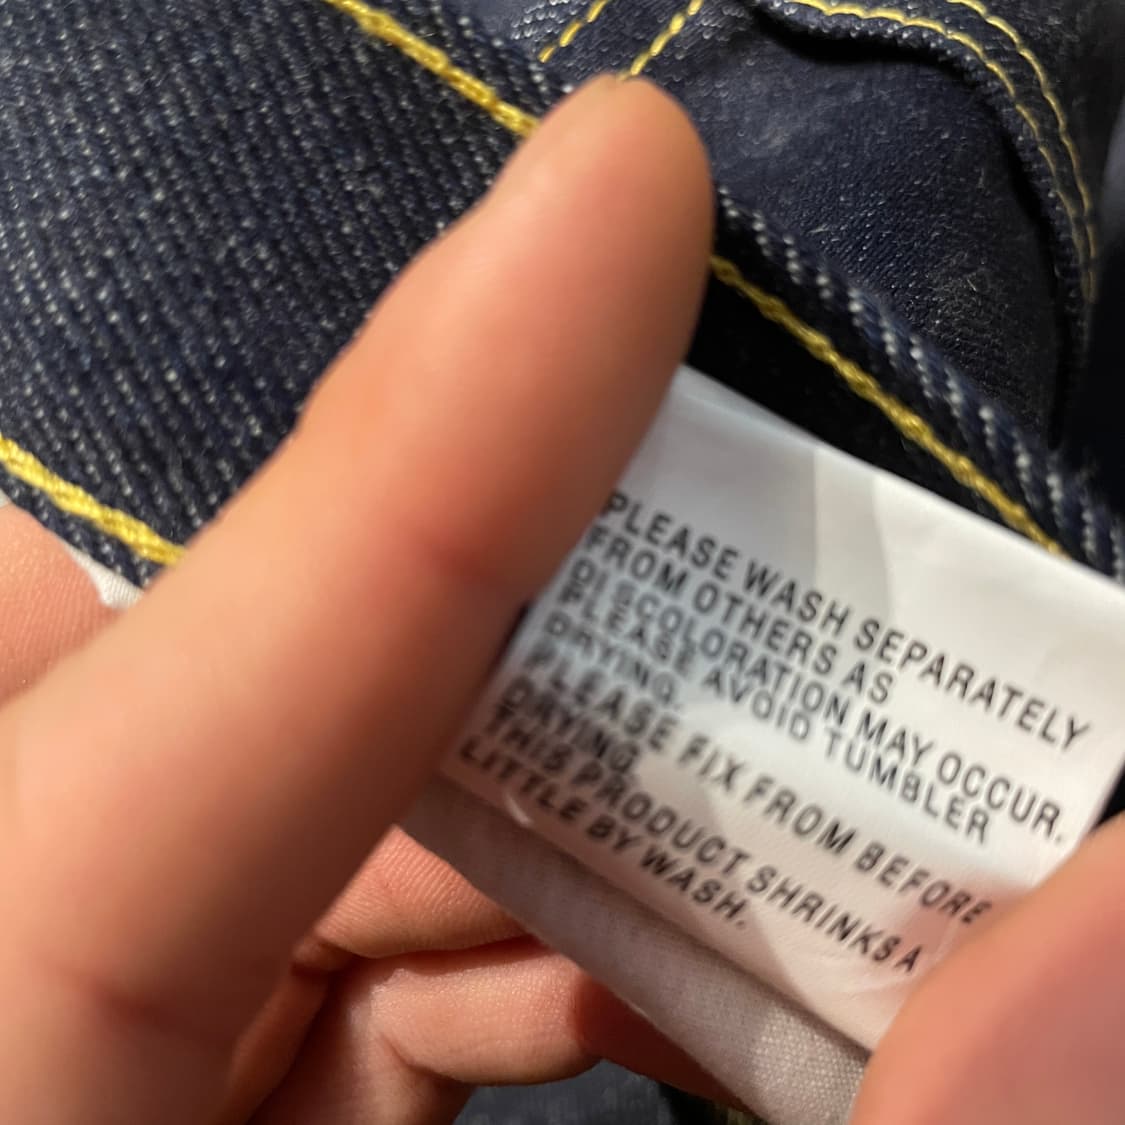 PLEASE WASH SEPARATELY
FROM OTHERS AS
DISCOLORATION MAY OCCUR.
PLEASE AVOID TUMBLER
DRYING.
PLEASE FIX FROM BEFORE
DRYING.
THIS PRODUCT SHRINKS A
LITTLE BY WASH.